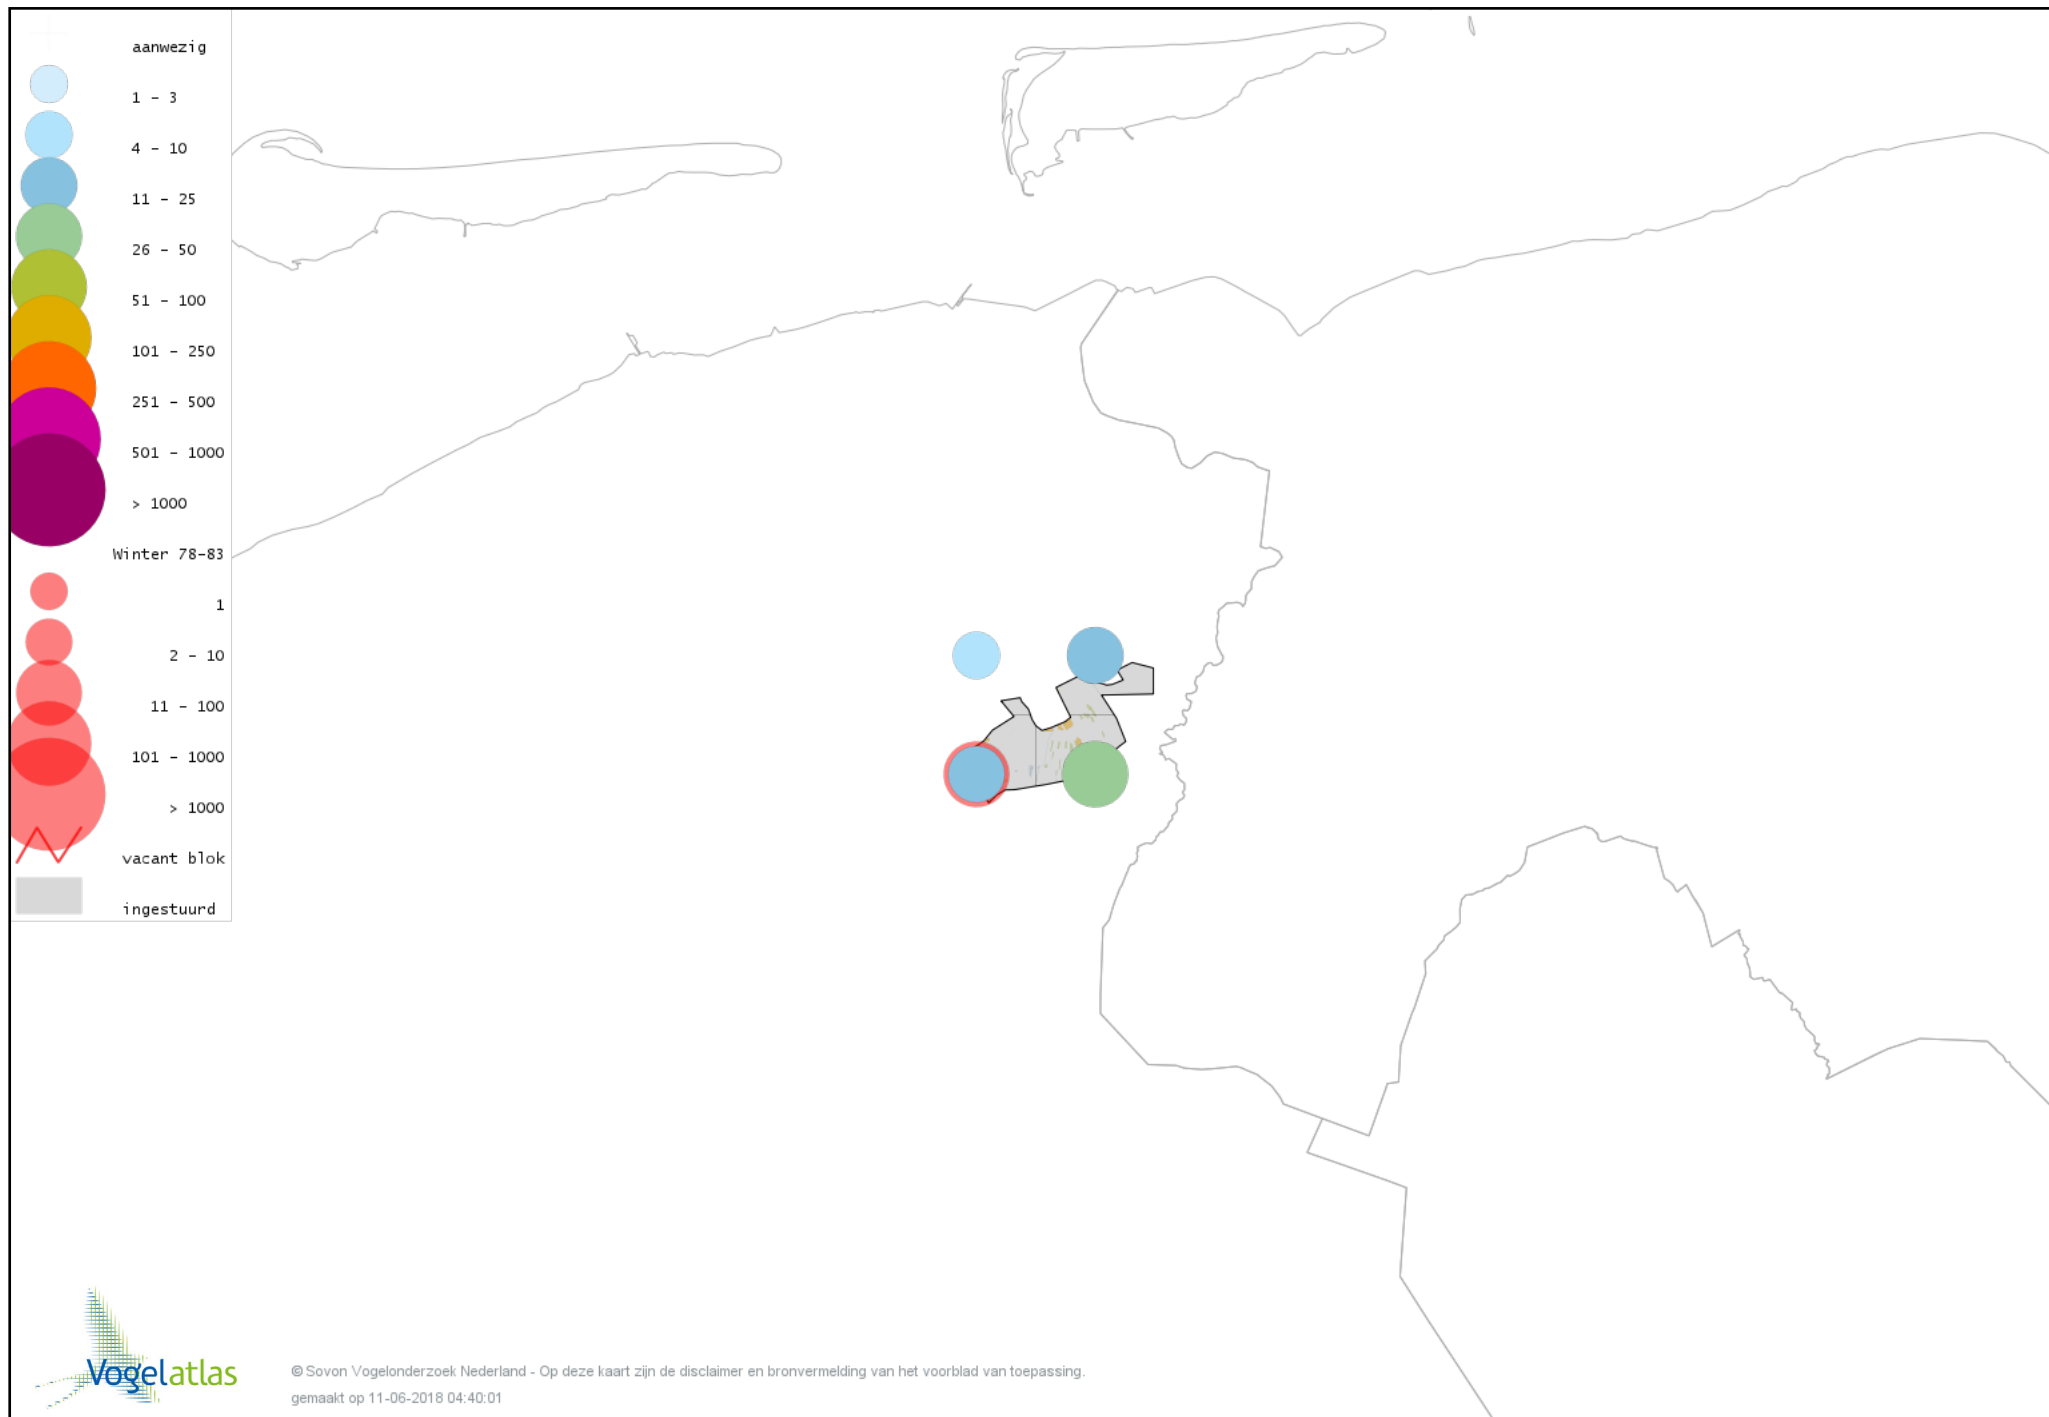 aanwezig
1 - 3
4 - 10
11 - 25
26 - 50
51 - 100
101 - 250
251 - 500
501 - 1000
> 1000
Winter 78-83
1
2 - 10
11 - 100
101 - 1000
> 1000
vacant blok
ingestuurd
Vogelatlas
© Sovon Vogelonderzoek Nederland - Op deze kaart zijn de disclaimer en bronvermelding van het voorblad van toepassing.
gemaakt op 11-06-2018 04:40:01